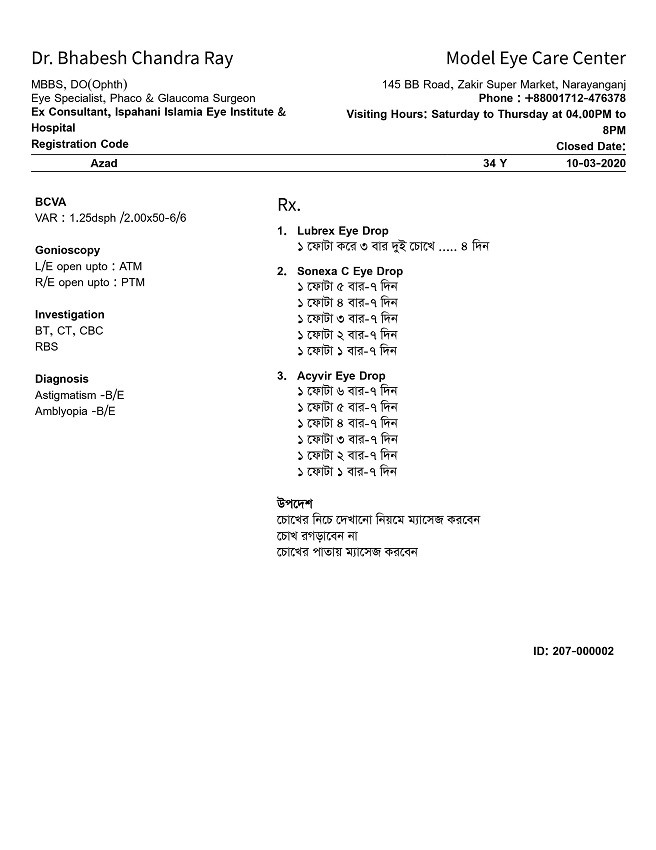 Dr. Bhabesh Chandra Ray
MBBS, DO(Ophth)
Eye Specialist, Phaco & Glaucoma Surgeon
Ex Consultant, Ispahani Islamia Eye Institute &
Hospital
Registration Code
Model Eye Care Center
145 BB Road, Zakir Super Market, Narayanganj
Phone : +88001712-476378
Visiting Hours: Saturday to Thursday at 04.00PM to
8PM
Closed Date:
Azad 34 Y 10-03-2020
BCVA
VAR : 1.25dsph /2.00x50-6/6
Gonioscopy
L/E open upto : ATM
R/E open upto : PTM
Investigation
BT, CT, CBC
RBS
Diagnosis
Astigmatism -B/E
Amblyopia -B/E
Rx.
1. Lubrex Eye Drop
১ ফোটা করে ৩ বার দুই চোখে ..... ৪ দিন
2. Sonexa C Eye Drop
১ ফোটা ৫ বার-৭ দিন
১ ফোটা ৪ বার-৭ দিন
১ ফোটা ৩ বার-৭ দিন
১ ফোটা ২ বার-৭ দিন
১ ফোটা ১ বার-৭ দিন
3. Acyvir Eye Drop
১ ফোটা ৬ বার-৭ দিন
১ ফোটা ৫ বার-৭ দিন
১ ফোটা ৪ বার-৭ দিন
১ ফোটা ৩ বার-৭ দিন
১ ফোটা ২ বার-৭ দিন
১ ফোটা ১ বার-৭ দিন
উপদেশ
চোখের নিচে দেখানো নিয়মে ম্যাসেজ করবেন
চোখ রগড়াবেন না
চোখের পাতায় ম্যাসেজ করবেন
ID: 207-000002